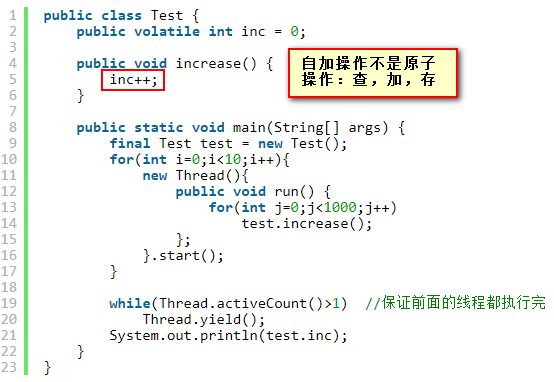 1 public class Test {
2 public volatile int inc = 0;
3
4 public void increase() {
5 inc++;
6 }
7
8 public static void main(String[] args) {
9 final Test test = new Test();
10 for(int i=0;i<10;i++){
11 new Thread(){
12 public void run() {
13 for(int j=0;j<1000;j++)
14 test.increase();
15 };
16 }.start();
17 }
18
19 while(Thread.activeCount()>1) //保证前面的线程都执行完
20 Thread.yield();
21 System.out.println(test.inc);
22 }
23 }
自加操作不是原子
操作：查，加，存